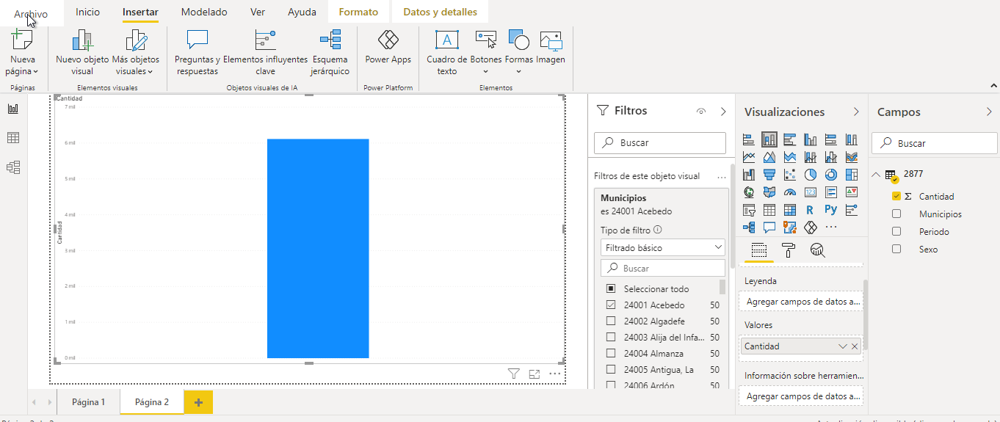 Archivo Inicio Insertar Modelado Ver Ayuda Formato Datos y detalles
Nueva página
Nuevo objeto visual
Más objetos visuales
Preguntas y respuestas
Elementos influyentes clave
Esquema jerárquico
Power Apps
Cuadro de texto
Botones
Formas
Imagen
Páginas
Elementos visuales
Objetos visuales de IA
Power Platform
Elementos
Cantidad
7 mil
6 mil
5 mil
4 mil
3 mil
2 mil
1 mil
0 mil
Cantidad
Filtros
Buscar
Filtros de este objeto visual
Municipios
es 24001 Acebedo
Tipo de filtro
Filtrado básico
Buscar
Seleccionar todo
24001 Acebedo 50
24002 Algadefe 50
24003 Alija del Infa... 50
24004 Almanza 50
24005 Antigua, La 50
24006 Ardón 50
Visualizaciones
123
R Py
Leyenda
Agregar campos de datos a...
Valores
Cantidad
Información sobre herramien...
Agregar campos de datos a...
Campos
Buscar
2877
Cantidad
Municipios
Periodo
Sexo
Página 1
Página 2